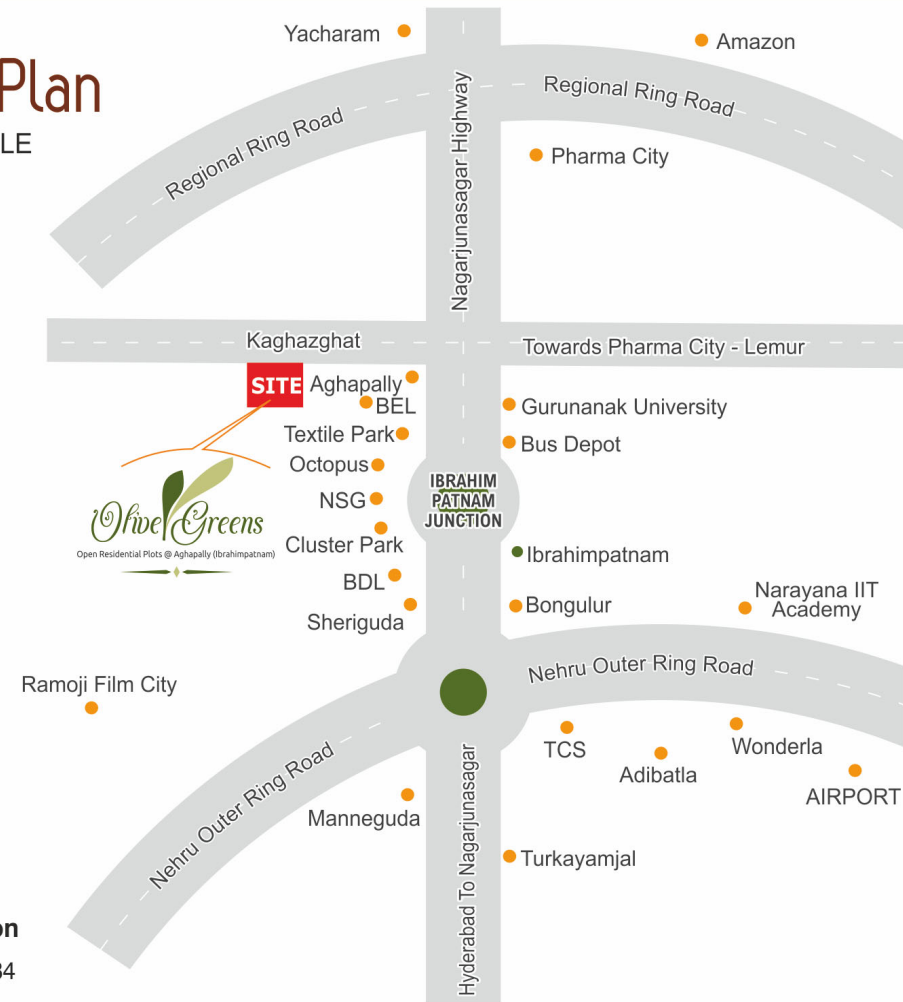 Plan
LE
Yacharam
Amazon
Regional Ring Road
Regional Ring Road
Pharma City
Nagarjunasagar Highway
Kaghazghat
Towards Pharma City - Lemur
SITE
Aghapally
BEL
Gurunanak University
Textile Park
Bus Depot
Octopus
IBRAHIM
PATNAM
JUNCTION
NSG
Olive Greens
Open Residential Plots @ Aghapally (Ibrahimpatnam)
Cluster Park
Ibrahimpatnam
BDL
Narayana IIT
Academy
Bongulur
Sheriguda
Nehru Outer Ring Road
Ramoji Film City
TCS
Wonderla
Adibatla
AIRPORT
Nehru Outer Ring Road
Manneguda
Hyderabad To Nagarjunasagar
Turkayamjal
on
34